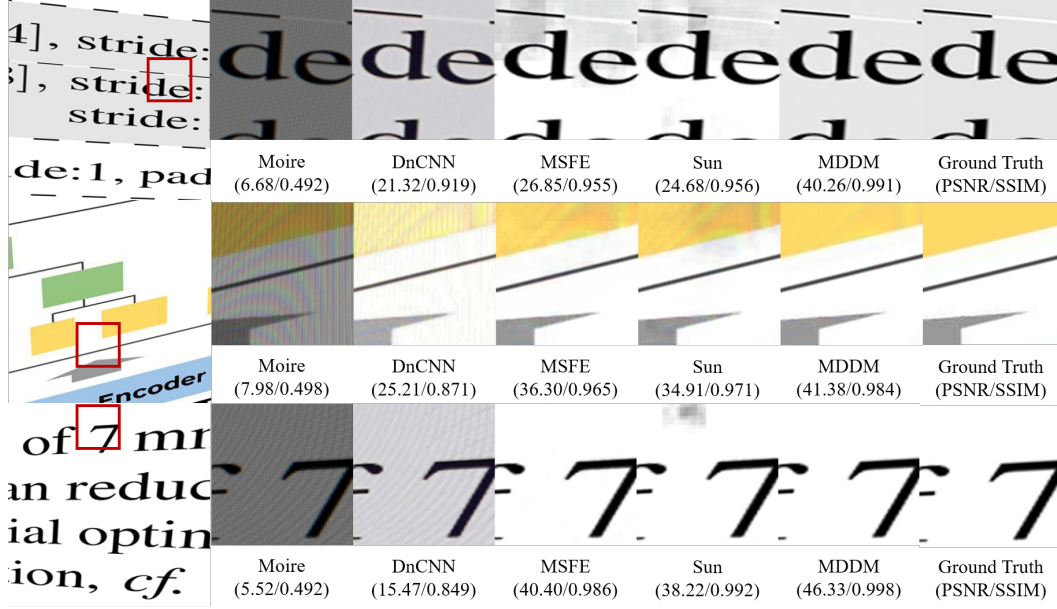 4], stride:
3], stride:
stride:
de:1, pad
de
de
de
de
de
de
Moire
(6.68/0.492)
DnCNN
(21.32/0.919)
MSFE
(26.85/0.955)
Sun
(24.68/0.956)
MDDM
(40.26/0.991)
Ground Truth
(PSNR/SSIM)
Encoder
Moire
(7.98/0.498)
DnCNN
(25.21/0.871)
MSFE
(36.30/0.965)
Sun
(34.91/0.971)
MDDM
(41.38/0.984)
Ground Truth
(PSNR/SSIM)
of 7 mr
an reduc
ial optin
tion, cf.
7
7
7
7
7
7
Moire
(5.52/0.492)
DnCNN
(15.47/0.849)
MSFE
(40.40/0.986)
Sun
(38.22/0.992)
MDDM
(46.33/0.998)
Ground Truth
(PSNR/SSIM)